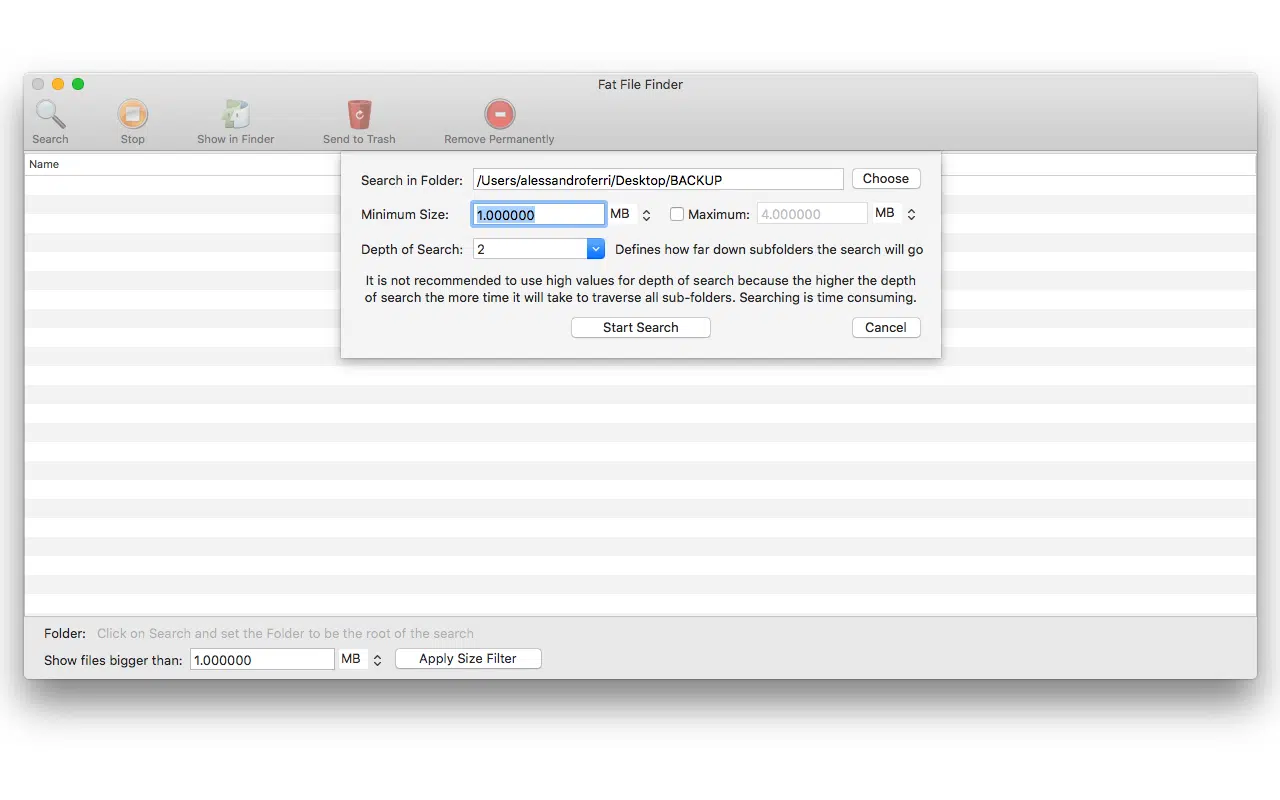 Fat File Finder
Search Stop Show in Finder Send to Trash Remove Permanently
Name
Search in Folder: /Users/alessandroferri/Desktop/BACKUP Choose
Minimum Size: 1.000000 MB Maximum: 4.000000 MB
Depth of Search: 2 Defines how far down subfolders the search will go
It is not recommended to use high values for depth of search because the higher the depth
of search the more time it will take to traverse all sub-folders. Searching is time consuming.
Start Search Cancel
Folder: Click on Search and set the Folder to be the root of the search
Show files bigger than: 1.000000 MB Apply Size Filter